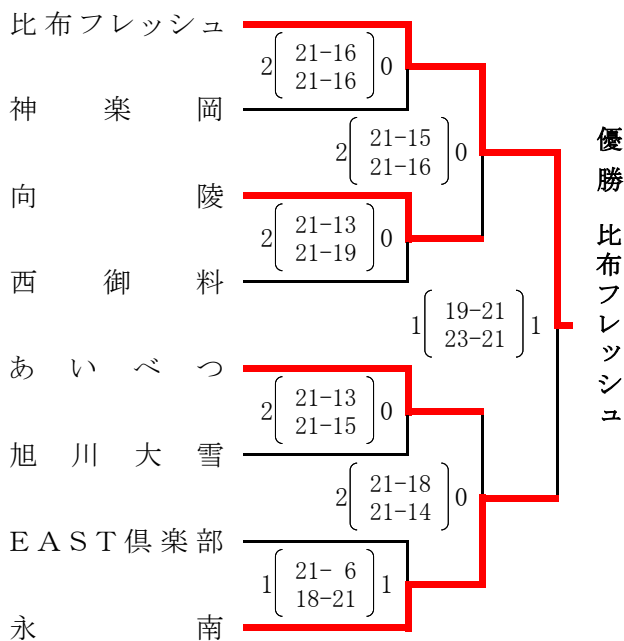 比布フレッシュ
2 21-16 0
21-16
神楽岡
2 21-15 0
21-16
向陵
2 21-13 0
21-19
西御料
1 19-21 1
23-21
あいべつ
2 21-13 0
21-15
旭川大雪
2 21-18 0
21-14
EAST倶楽部
1 21- 6 1
18-21
永南
優勝 比布フレッシュ